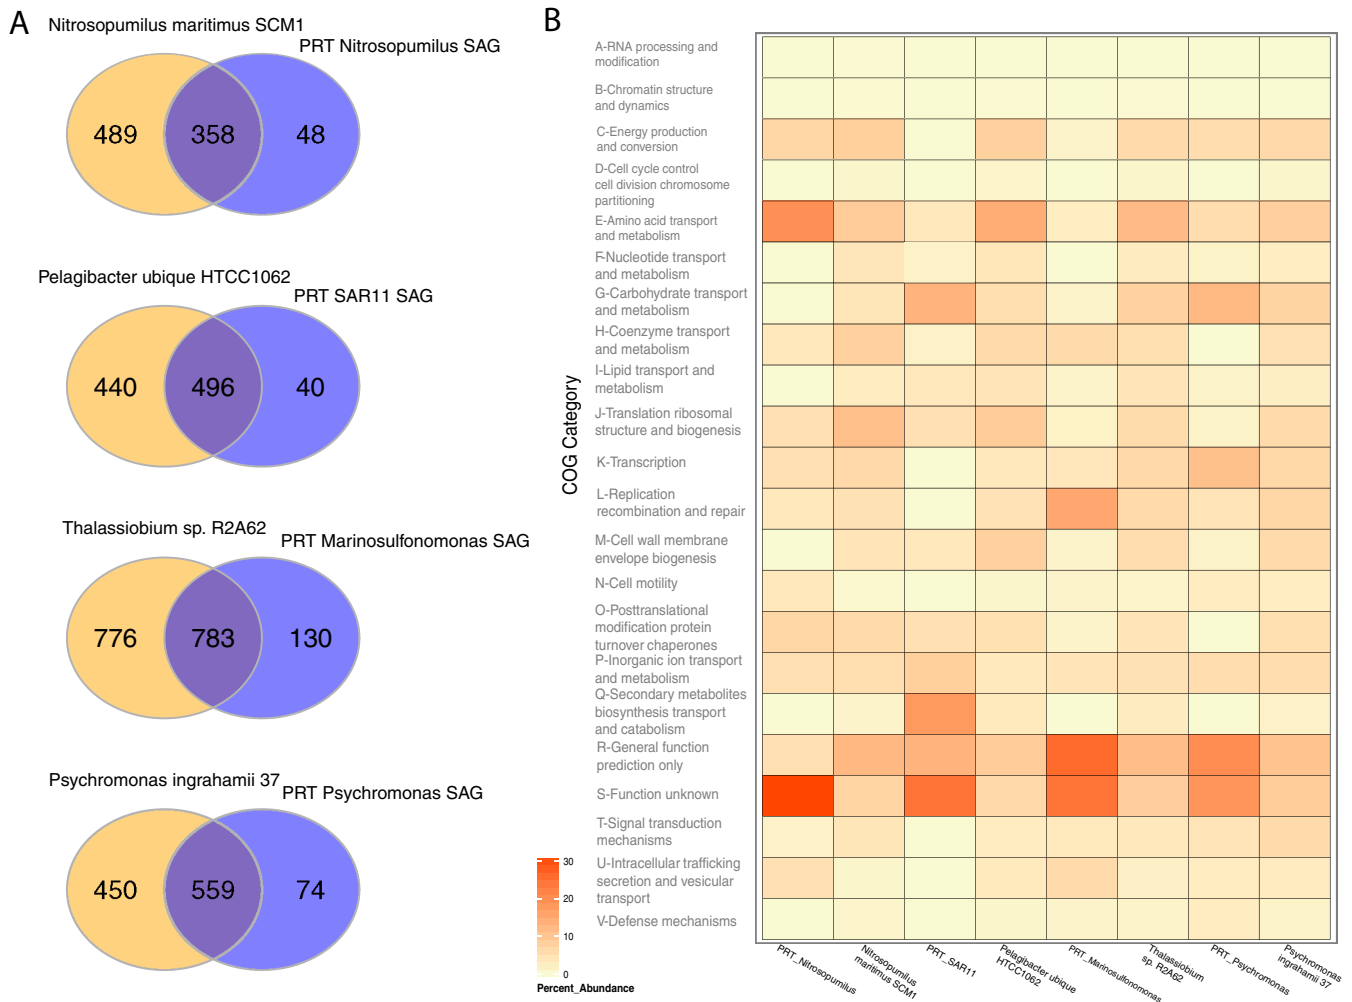 A
Nitrosopumilus maritimus SCM1
PRT Nitrosopumilus SAG
489
358
48
Pelagibacter ubique HTCC1062
PRT SAR11 SAG
440
496
40
Thalassiobium sp. R2A62
PRT Marinosulfonomonas SAG
776
783
130
Psychromonas ingrahamii 37
PRT Psychromonas SAG
450
559
74
B
COG Category
A-RNA processing and
modification
B-Chromatin structure
and dynamics
C-Energy production
and conversion
D-Cell cycle control
cell division chromosome
partitioning
E-Amino acid transport
and metabolism
F-Nucleotide transport
and metabolism
G-Carbohydrate transport
and metabolism
H-Coenzyme transport
and metabolism
I-Lipid transport and
metabolism
J-Translation ribosomal
structure and biogenesis
K-Transcription
L-Replication
recombination and repair
M-Cell wall membrane
envelope biogenesis
N-Cell motility
O-Posttranslational
modification protein
turnover chaperones
P-Inorganic ion transport
and metabolism
Q-Secondary metabolites
biosynthesis transport
and catabolism
R-General function
prediction only
S-Function unknown
T-Signal transduction
mechanisms
U-Intracellular trafficking
secretion and vesicular
transport
V-Defense mechanisms
30
20
10
0
Percent_Abundance
PRT_Nitrosopumilus
Nitrosopumilus
maritimus SCM1
PRT_SAR11
Pelagibacter ubique
HTCC1062
PRT_Marinosulfonomonas
Thalassiobium
sp. R2A62
PRT_Psychromonas
Psychromonas
ingrahamii 37